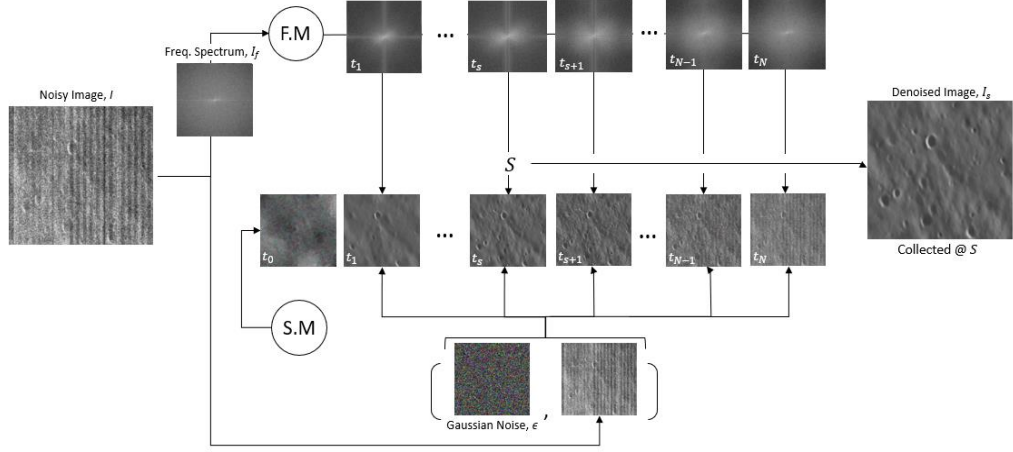 F.M
Freq. Spectrum, I_f
t_1
...
t_s
t_{s+1}
...
t_{N-1}
t_N
Noisy Image, I
Denoised Image, I_s
S
t_0
t_1
...
t_s
t_{s+1}
...
t_{N-1}
t_N
Collected @ S
S.M
,
Gaussian Noise, ϵ